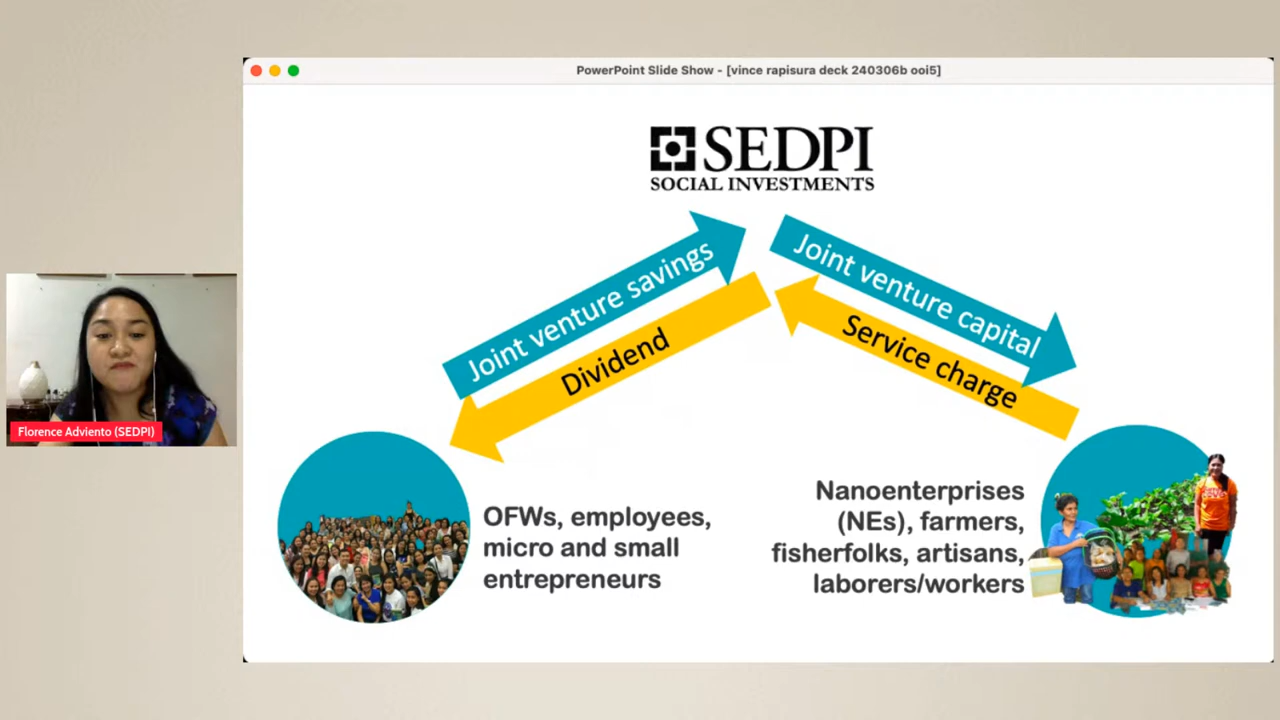 PowerPoint Slide Show - [vince rapisura deck 240306b ooi5]
SEDPI
SOCIAL INVESTMENTS
Joint venture savings
Dividend
Joint venture capital
Service charge
Florence Adviento (SEDPI)
OFWs, employees,
micro and small
entrepreneurs
Nanoenterprises
(NEs), farmers,
fisherfolks, artisans,
laborers/workers